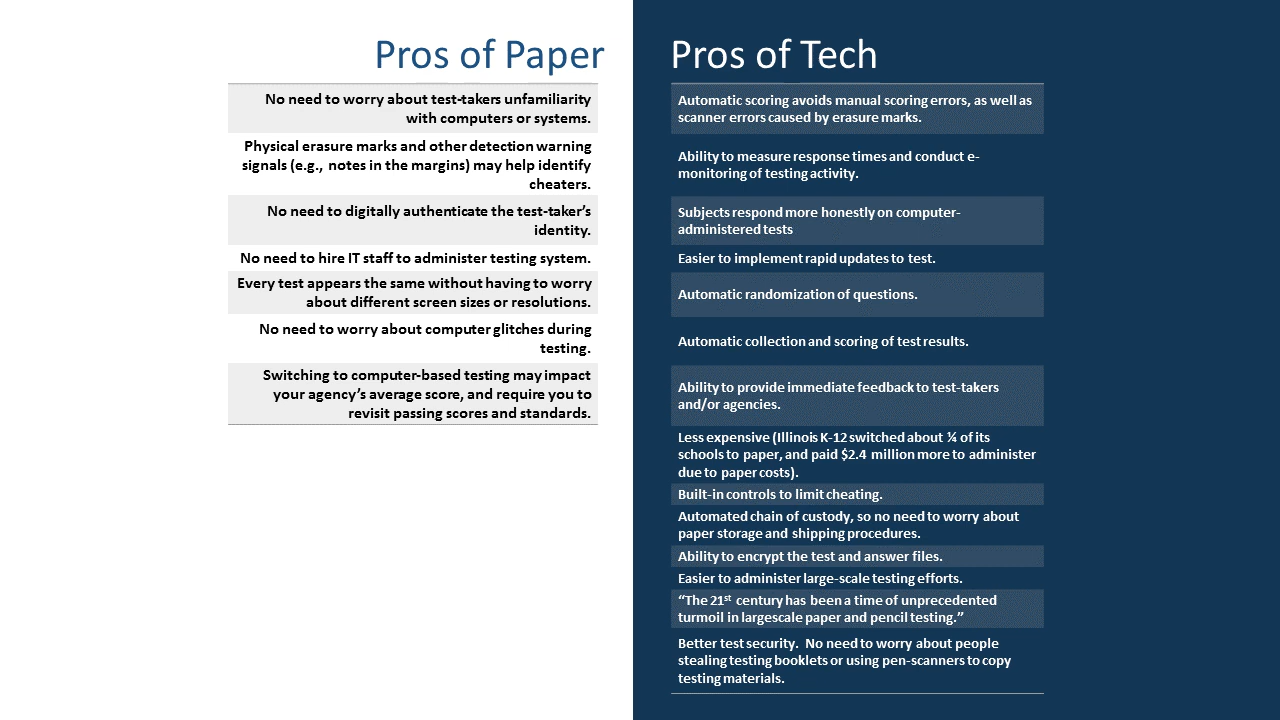 Pros of Paper
No need to worry about test-takers unfamiliarity
with computers or systems.
Physical erasure marks and other detection warning
signals (e.g., notes in the margins) may help identify
cheaters.
No need to digitally authenticate the test-taker’s
identity.
No need to hire IT staff to administer testing system.
Every test appears the same without having to worry
about different screen sizes or resolutions.
No need to worry about computer glitches during
testing.
Switching to computer-based testing may impact
your agency’s average score, and require you to
revisit passing scores and standards.
Pros of Tech
Automatic scoring avoids manual scoring errors, as well as
scanner errors caused by erasure marks.
Ability to measure response times and conduct e-
monitoring of testing activity.
Subjects respond more honestly on computer-
administered tests
Easier to implement rapid updates to test.
Automatic randomization of questions.
Automatic collection and scoring of test results.
Ability to provide immediate feedback to test-takers
and/or agencies.
Less expensive (Illinois K-12 switched about ¼ of its
schools to paper, and paid $2.4 million more to administer
due to paper costs).
Built-in controls to limit cheating.
Automated chain of custody, so no need to worry about
paper storage and shipping procedures.
Ability to encrypt the test and answer files.
Easier to administer large-scale testing efforts.
“The 21st century has been a time of unprecedented
turmoil in largescale paper and pencil testing.”
Better test security. No need to worry about people
stealing testing booklets or using pen-scanners to copy
testing materials.